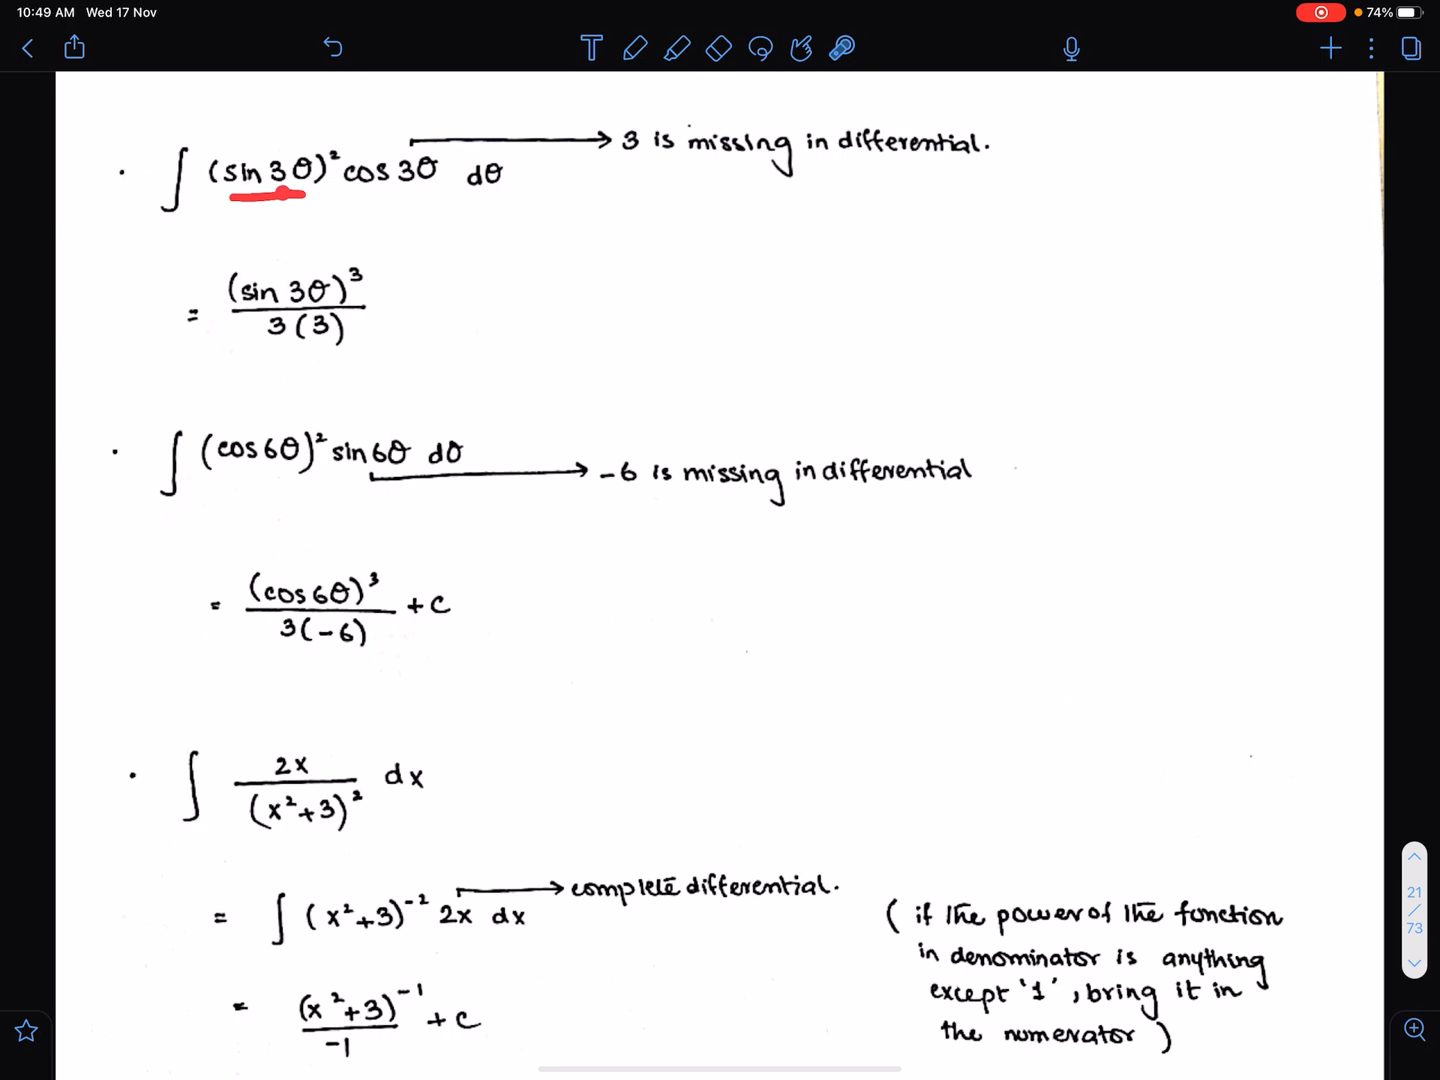 10:49 AM Wed 17 Nov
74%
∫ (sin 3θ)² cos 3θ dθ → 3 is missing in differential.
= (sin 3θ)³ / 3(3)
∫ (cos 6θ)² sin 6θ dθ → -6 is missing in differential
= (cos 6θ)³ / 3(-6) + c
∫ 2x / (x²+3)² dx
= ∫ (x²+3)⁻² 2x dx → complete differential.
= (x²+3)⁻¹ / -1 + c
( if the power of the function
in denominator is anything
except '1', bring it in
the numerator )
21
/
73